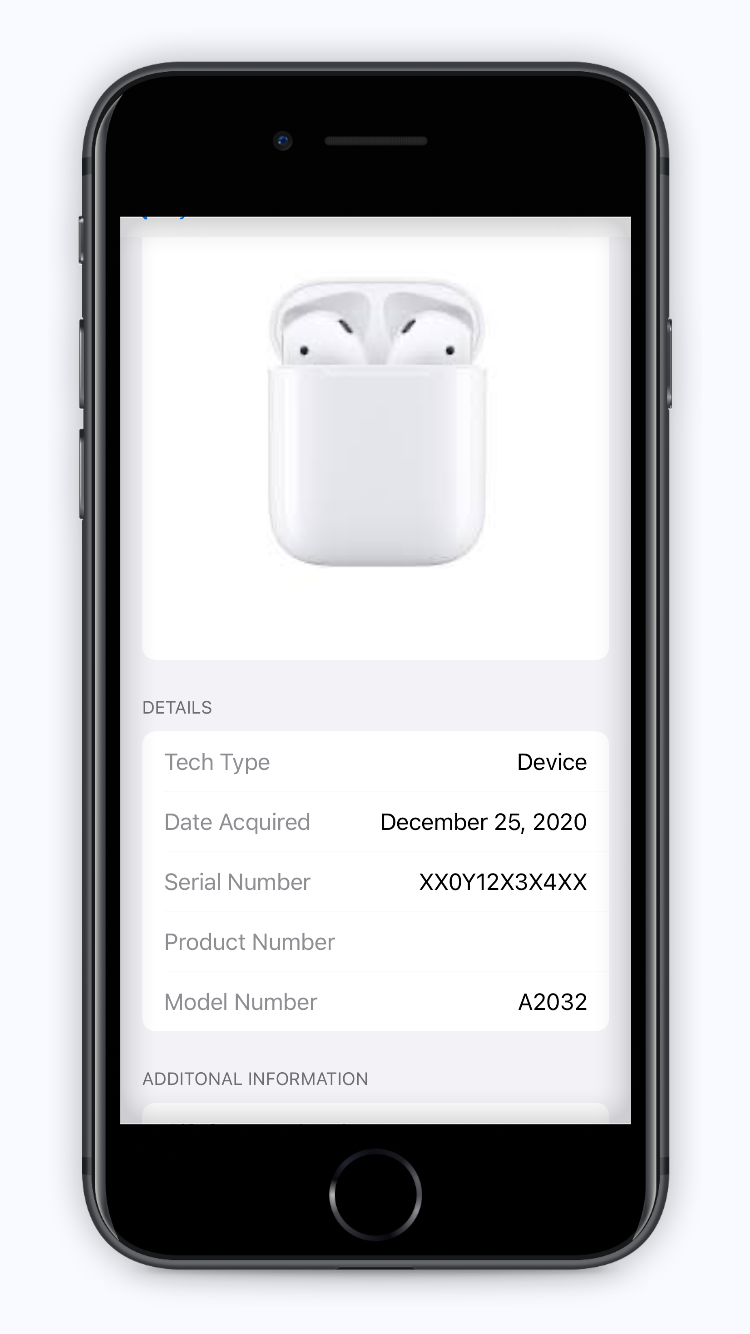 DETAILS
Tech Type Device
Date Acquired December 25, 2020
Serial Number XX0Y12X3X4XX
Product Number
Model Number A2032
ADDITONAL INFORMATION